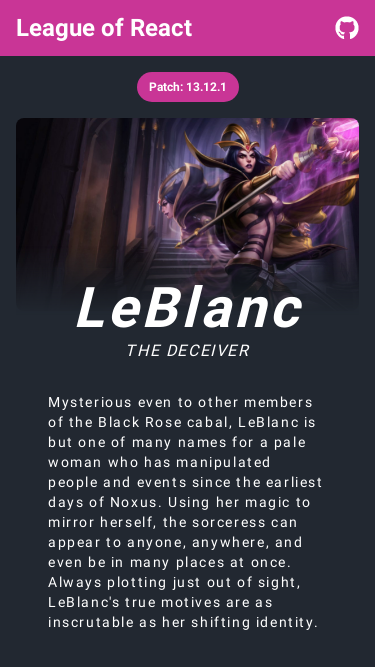 League of React
Patch: 13.12.1
LeBlanc
THE DECEIVER
Mysterious even to other members
of the Black Rose cabal, LeBlanc is
but one of many names for a pale
woman who has manipulated
people and events since the earliest
days of Noxus. Using her magic to
mirror herself, the sorceress can
appear to anyone, anywhere, and
even be in many places at once.
Always plotting just out of sight,
LeBlanc's true motives are as
inscrutable as her shifting identity.